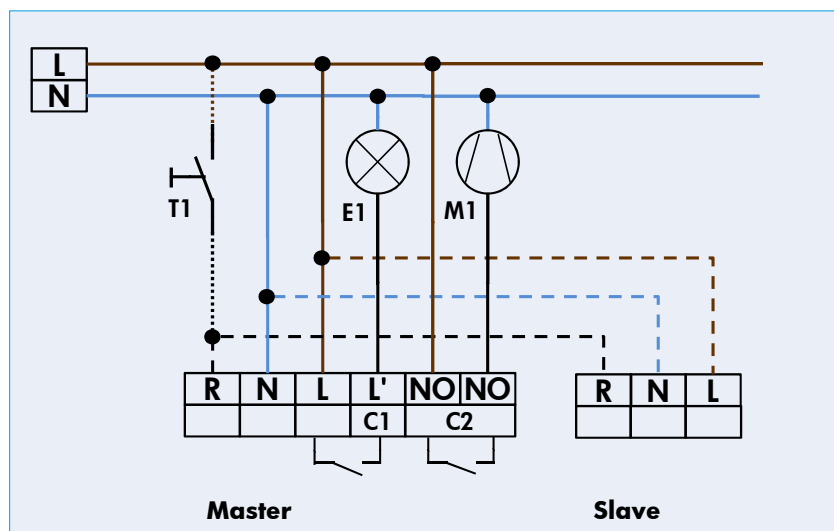 L
N
T1
E1
M1
R N L L' NO NO
C1 C2
R N L
Master
Slave